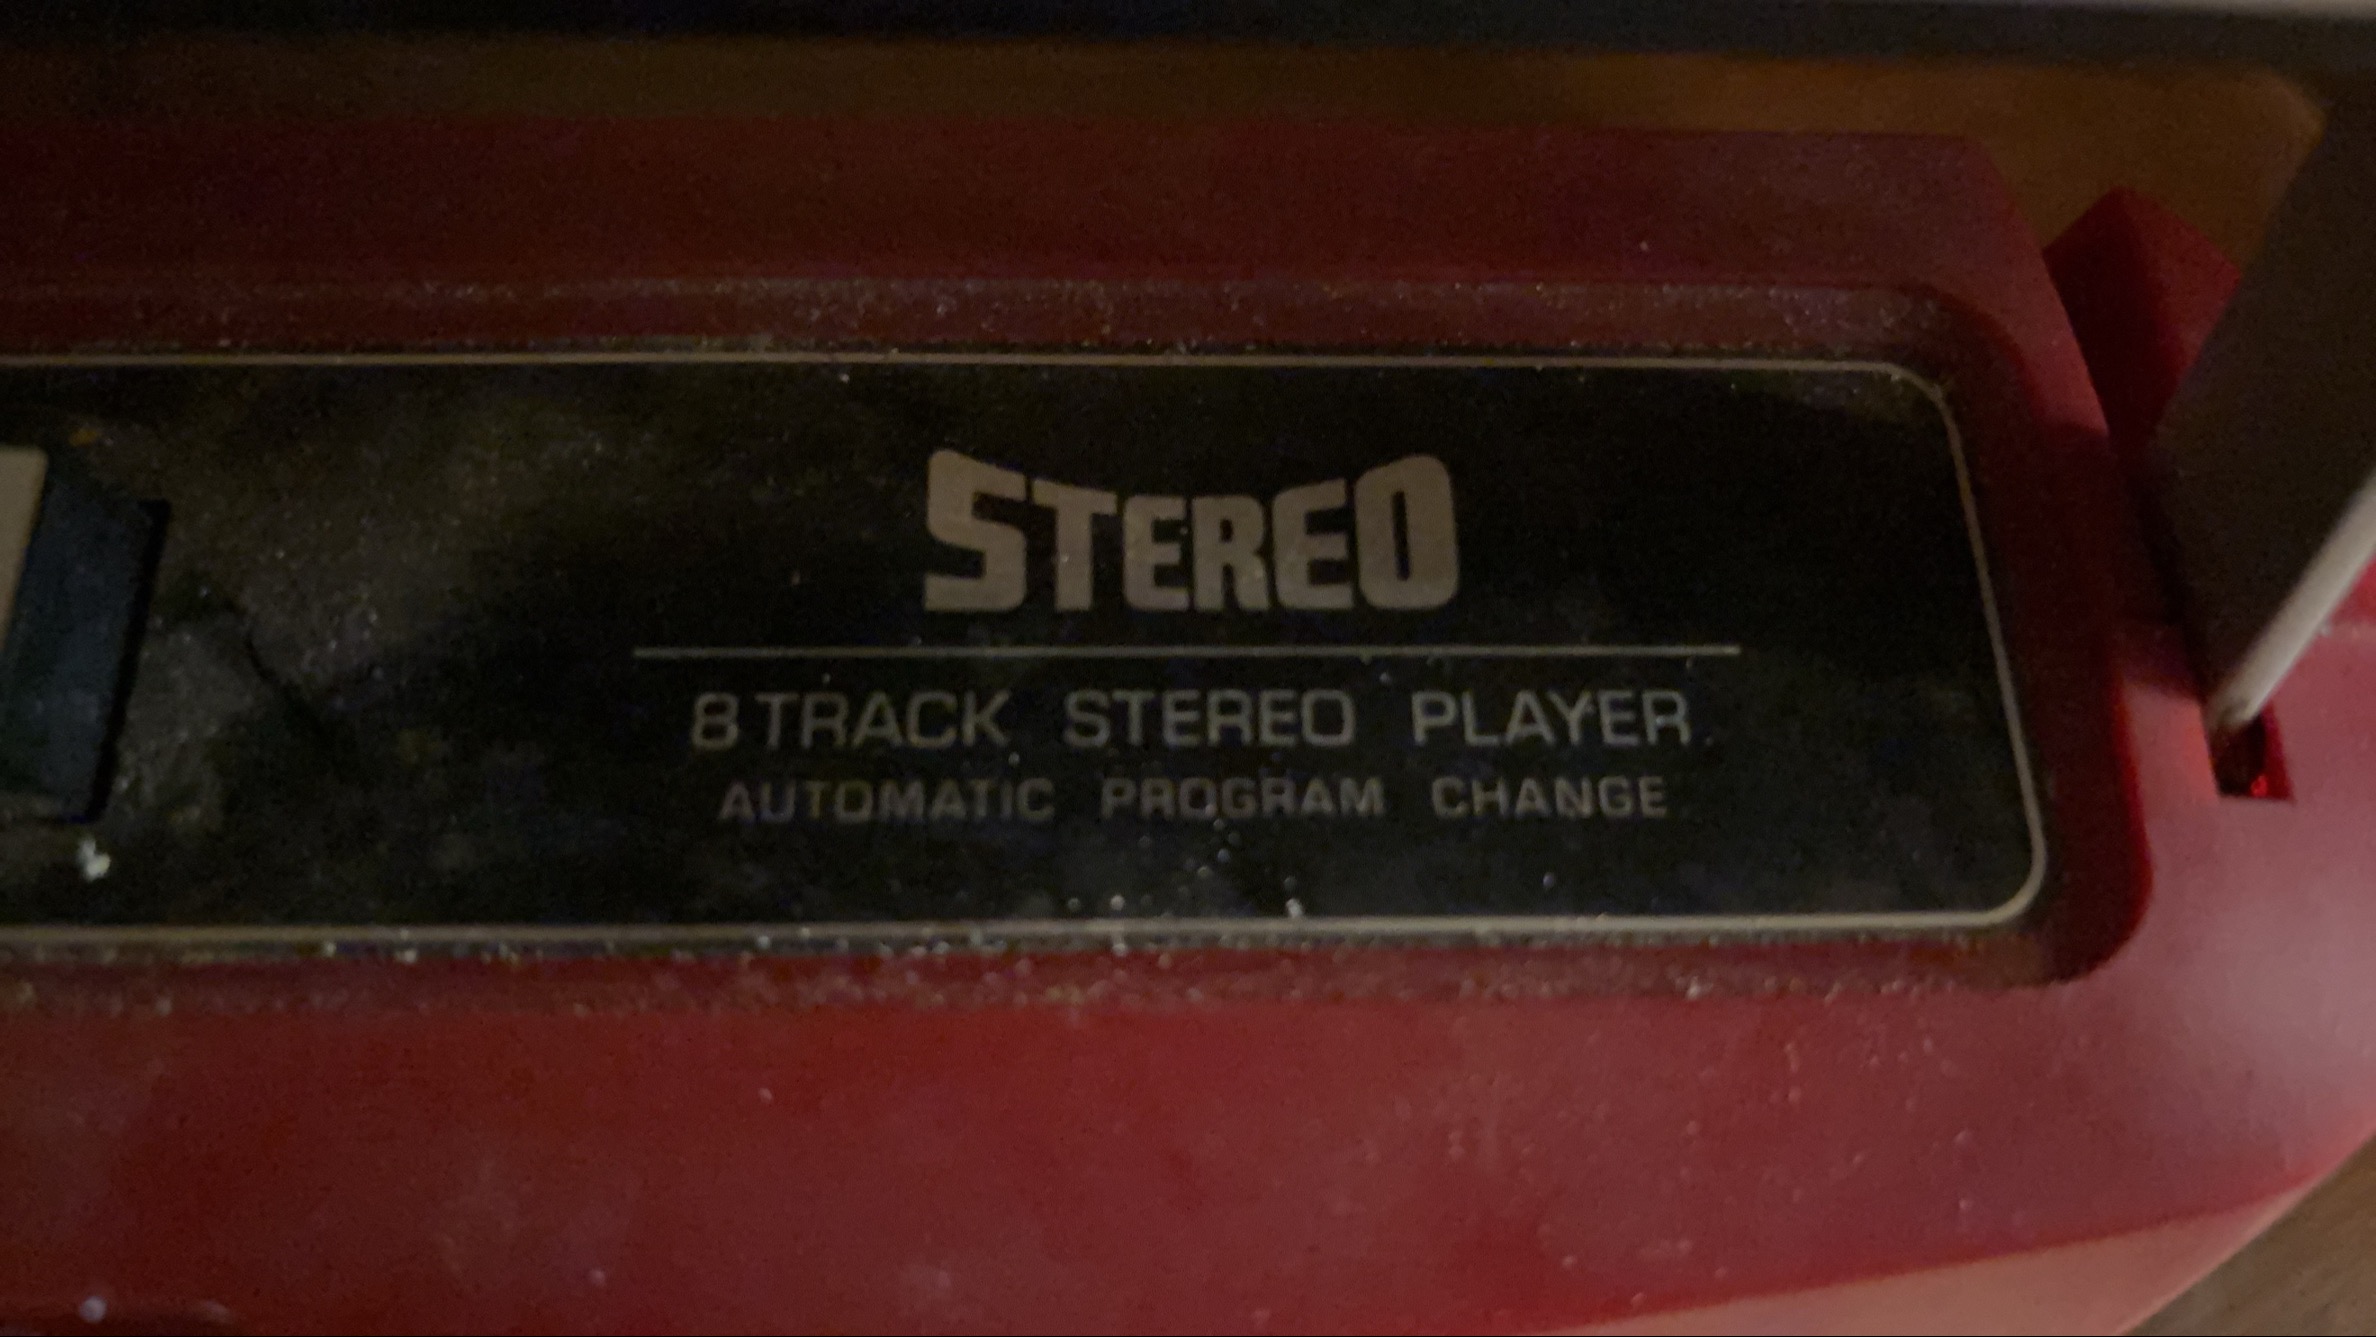 STEREO
8 TRACK STEREO PLAYER
AUTOMATIC PROGRAM CHANGE